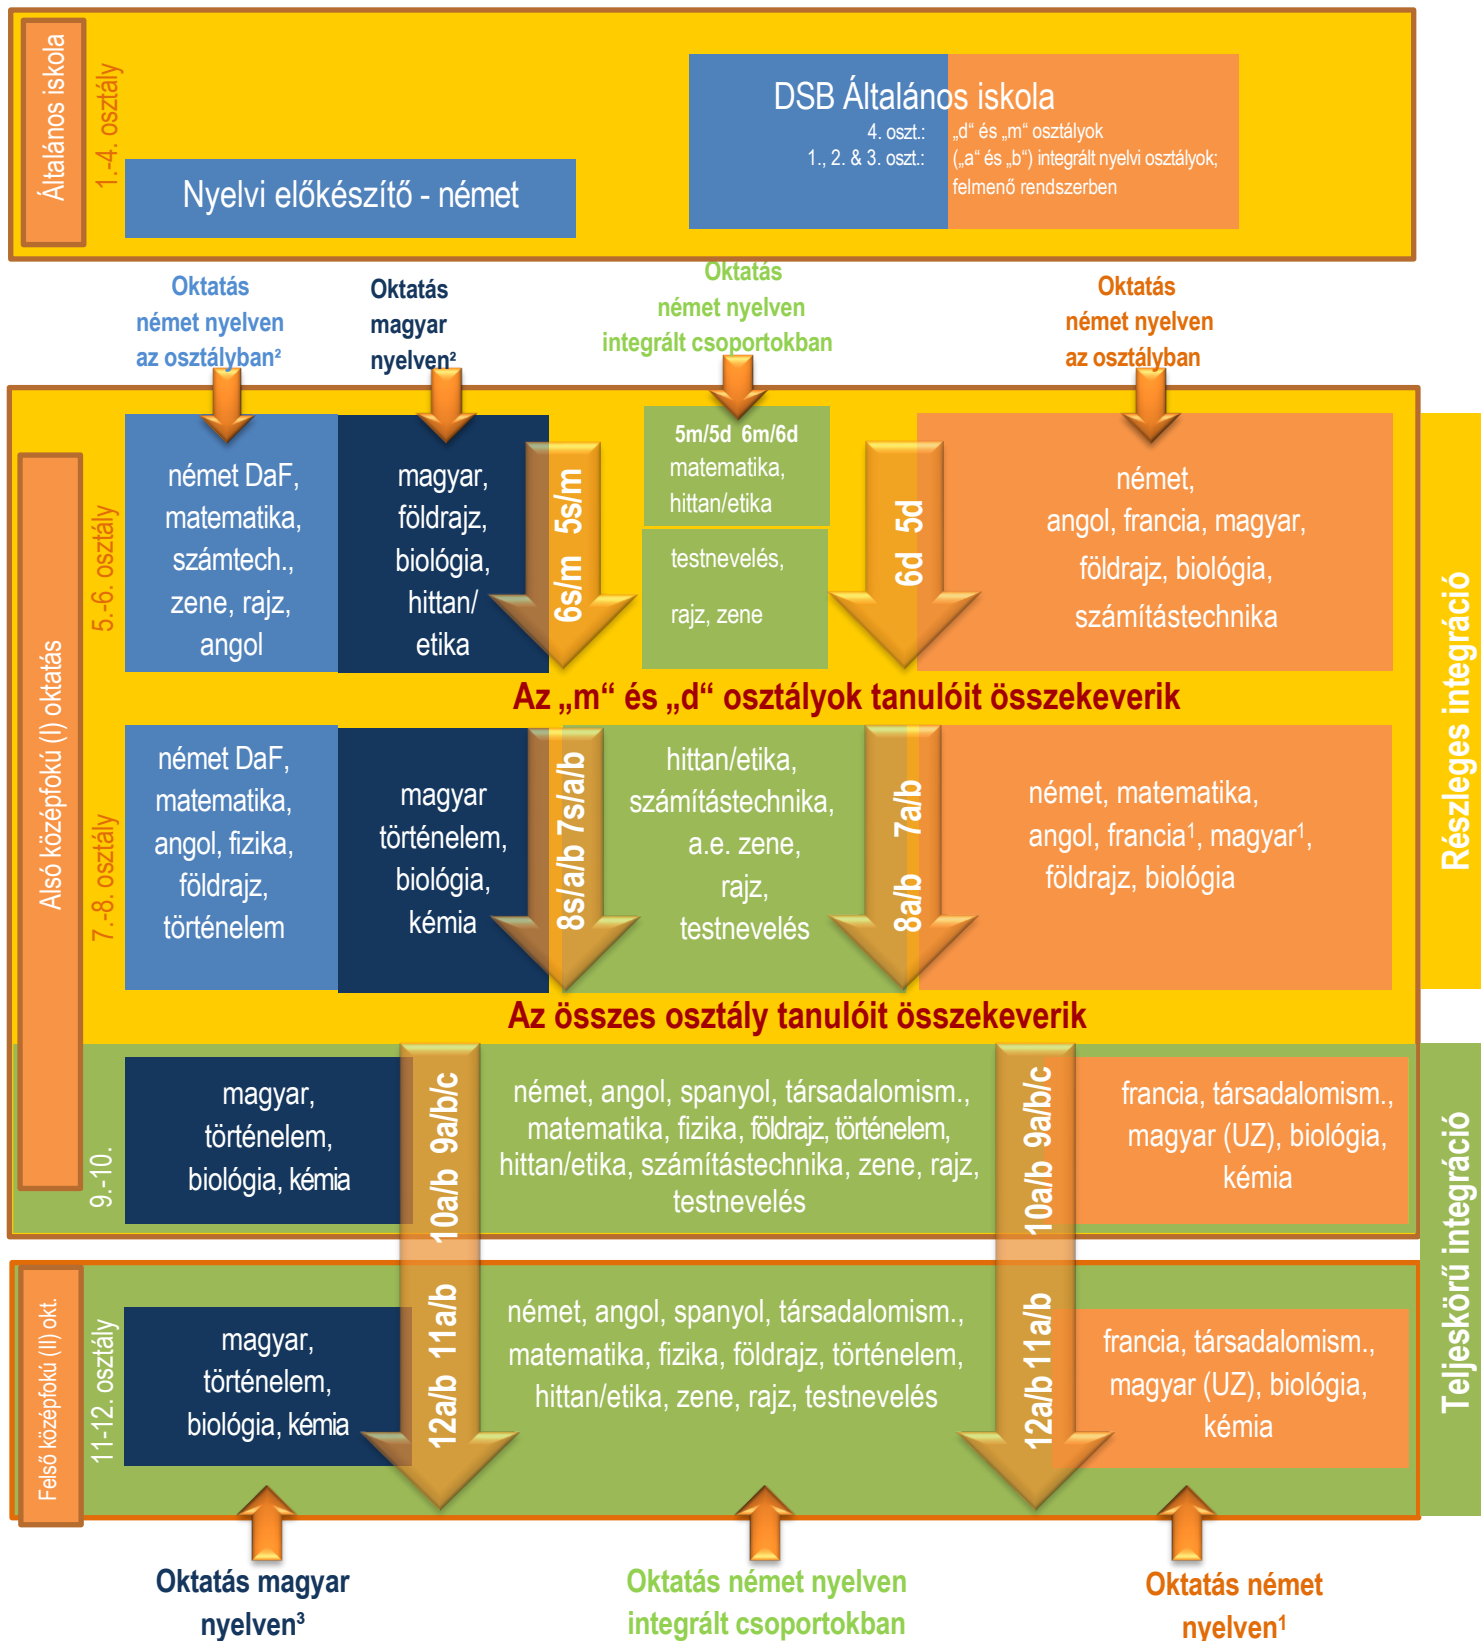 Általános iskola
1.-4. osztály
DSB Általános iskola
4. oszt.: „d“ és „m“ osztályok
1., 2. & 3. oszt.: („a“ és „b“) integrált nyelvi osztályok;
felmenő rendszerben
Nyelvi előkészítő - német
Oktatás
német nyelven
az osztályban²
Oktatás
magyar
nyelven²
Oktatás
német nyelven
integrált csoportokban
Oktatás
német nyelven
az osztályban
Alsó középfokú (I) oktatás
5.-6. osztály
német DaF,
matematika,
számtech.,
zene, rajz,
angol
magyar,
földrajz,
biológia,
hittan/
etika
6s/m 5s/m
5m/5d 6m/6d
matematika,
hittan/etika
testnevelés,
rajz, zene
6d 5d
német,
angol, francia, magyar,
földrajz, biológia,
számítástechnika
Részleges integráció
Az „m“ és „d“ osztályok tanulóit összekeverik
7.-8. osztály
német DaF,
matematika,
angol, fizika,
földrajz,
történelem
magyar
történelem,
biológia,
kémia
8s/a/b 7s/a/b
hittan/etika,
számítástechnika,
a.e. zene,
rajz,
testnevelés
8a/b 7a/b
német, matematika,
angol, francia¹, magyar¹,
földrajz, biológia
Az összes osztály tanulóit összekeverik
9.-10.
magyar,
történelem,
biológia, kémia
10a/b 9a/b/c
német, angol, spanyol, társadalomism.,
matematika, fizika, földrajz, történelem,
hittan/etika, számítástechnika, zene, rajz,
testnevelés
10a/b 9a/b/c
francia, társadalomism.,
magyar (UZ), biológia,
kémia
Teljeskörű integráció
Felső középfokú (II) okt.
11-12. osztály
magyar,
történelem,
biológia, kémia
12a/b 11a/b
német, angol, spanyol, társadalomism.,
matematika, fizika, földrajz, történelem,
hittan/etika, zene, rajz, testnevelés
12a/b 11a/b
francia, társadalomism.,
magyar (UZ), biológia,
kémia
Oktatás magyar
nyelven³
Oktatás német nyelven
integrált csoportokban
Oktatás német
nyelven¹